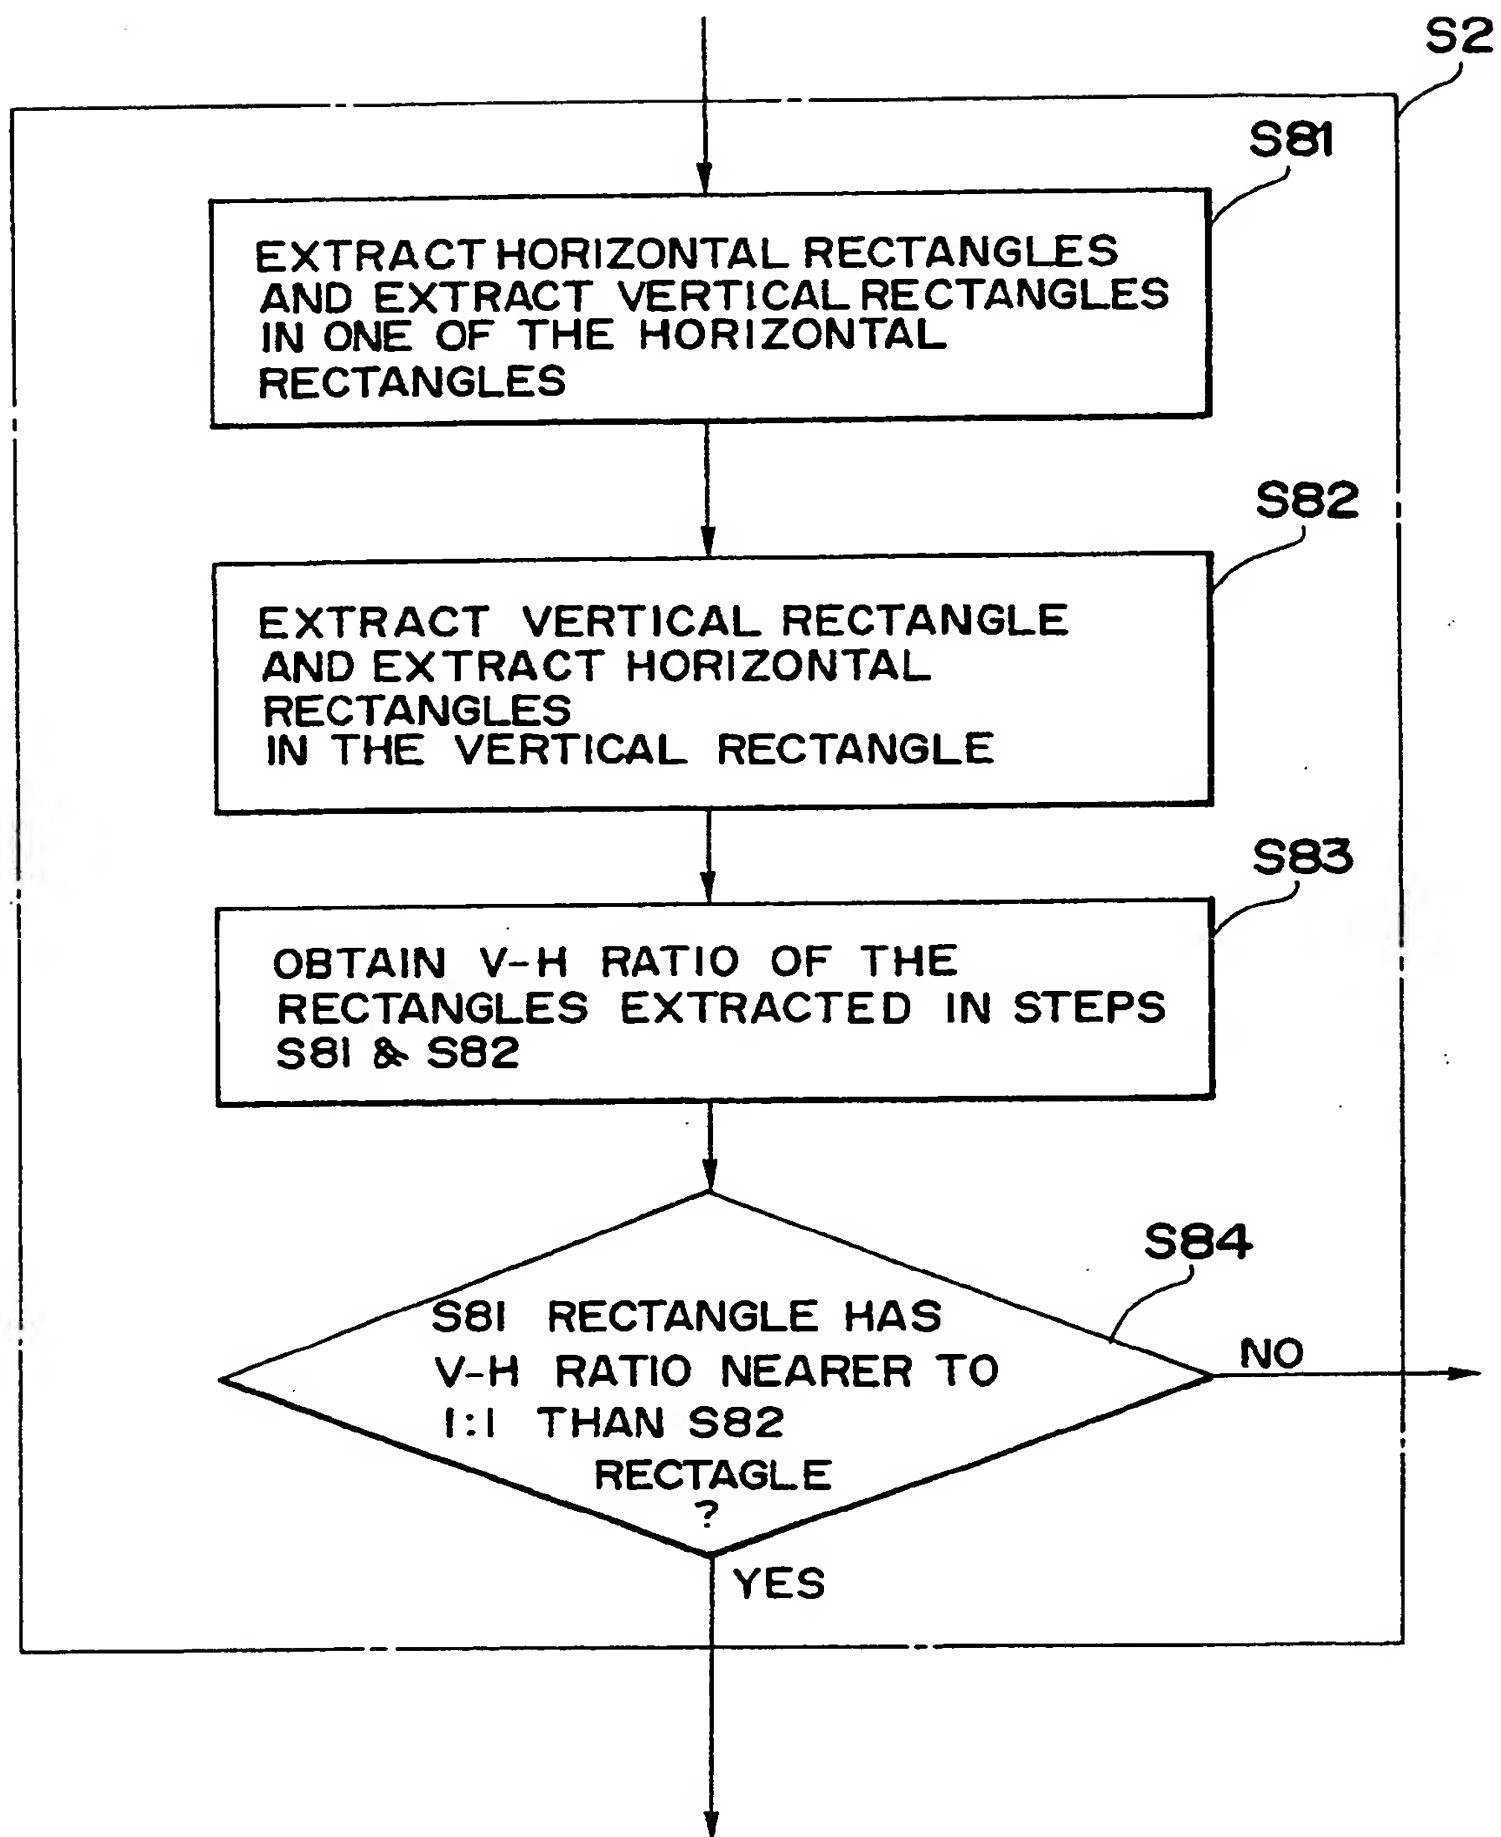 S2
S81
EXTRACT HORIZONTAL RECTANGLES
AND EXTRACT VERTICAL RECTANGLES
IN ONE OF THE HORIZONTAL
RECTANGLES
S82
EXTRACT VERTICAL RECTANGLE
AND EXTRACT HORIZONTAL
RECTANGLES
IN THE VERTICAL RECTANGLE
S83
OBTAIN V-H RATIO OF THE
RECTANGLES EXTRACTED IN STEPS
S81 & S82
S84
S81 RECTANGLE HAS
V-H RATIO NEARER TO
1:1 THAN S82
RECTAGLE
?
NO
YES